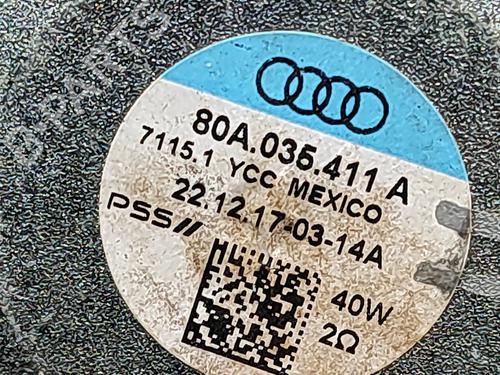 80A.035.411 A
7115.1 YCC MEXICO
22.12.17-03-14A
PSS//
40W
2Ω